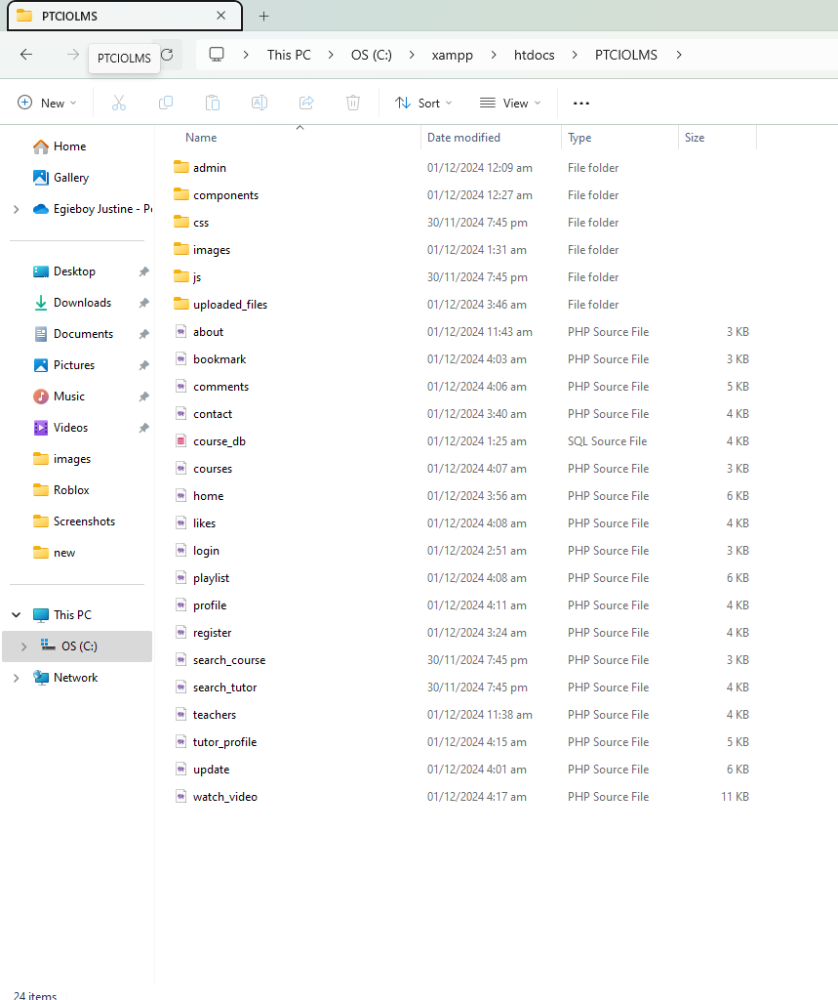 PTCIOLMS
PTCIOLMS
This PC
OS (C:)
xampp
htdocs
PTCIOLMS
New
Sort
View
Name
Date modified
Type
Size
Home
Gallery
Egieboy Justine - Pe
Desktop
Downloads
Documents
Pictures
Music
Videos
images
Roblox
Screenshots
new
This PC
OS (C:)
Network
admin 01/12/2024 12:09 am File folder
components 01/12/2024 12:27 am File folder
css 30/11/2024 7:45 pm File folder
images 01/12/2024 1:31 am File folder
js 30/11/2024 7:45 pm File folder
uploaded_files 01/12/2024 3:46 am File folder
about 01/12/2024 11:43 am PHP Source File 3 KB
bookmark 01/12/2024 4:03 am PHP Source File 3 KB
comments 01/12/2024 4:06 am PHP Source File 5 KB
contact 01/12/2024 3:40 am PHP Source File 4 KB
course_db 01/12/2024 1:25 am SQL Source File 4 KB
courses 01/12/2024 4:07 am PHP Source File 3 KB
home 01/12/2024 3:56 am PHP Source File 6 KB
likes 01/12/2024 4:08 am PHP Source File 4 KB
login 01/12/2024 2:51 am PHP Source File 3 KB
playlist 01/12/2024 4:08 am PHP Source File 6 KB
profile 01/12/2024 4:11 am PHP Source File 4 KB
register 01/12/2024 3:24 am PHP Source File 4 KB
search_course 30/11/2024 7:45 pm PHP Source File 3 KB
search_tutor 30/11/2024 7:45 pm PHP Source File 4 KB
teachers 01/12/2024 11:38 am PHP Source File 4 KB
tutor_profile 01/12/2024 4:15 am PHP Source File 5 KB
update 01/12/2024 4:01 am PHP Source File 6 KB
watch_video 01/12/2024 4:17 am PHP Source File 11 KB
24 items